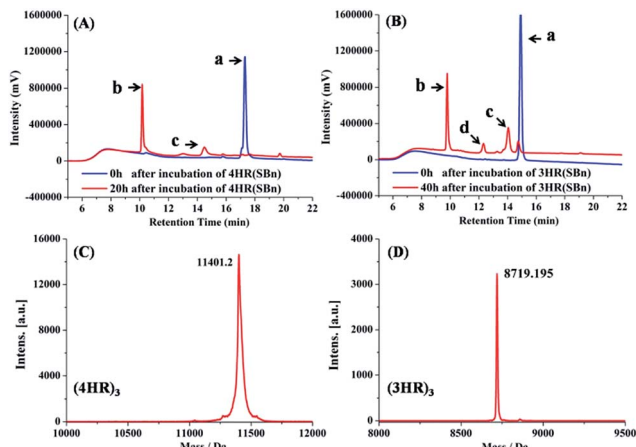 (A)
Intensity (mV)
1600000
1200000
800000
400000
0
-400000
a
b
c
0h after incubation of 4HR(SBn)
20h after incubation of 4HR(SBn)
6 8 10 12 14 16 18 20 22
Retention Time (min)
(B)
Intensity (mV)
1600000
1200000
800000
400000
0
-400000
a
b
c
d
0h after incubation of 3HR(SBn)
40h after incubation of 3HR(SBn)
6 8 10 12 14 16 18 20 22
Retention Time (min)
(C)
Intens. [a.u.]
16000
12000
8000
4000
0
11401.2
(4HR)3
10000 10500 11000 11500 12000
Mass / Da
(D)
Intens. [a.u.]
4000
3000
2000
1000
0
8719.195
(3HR)3
8000 8500 9000 9500
Mass / Da